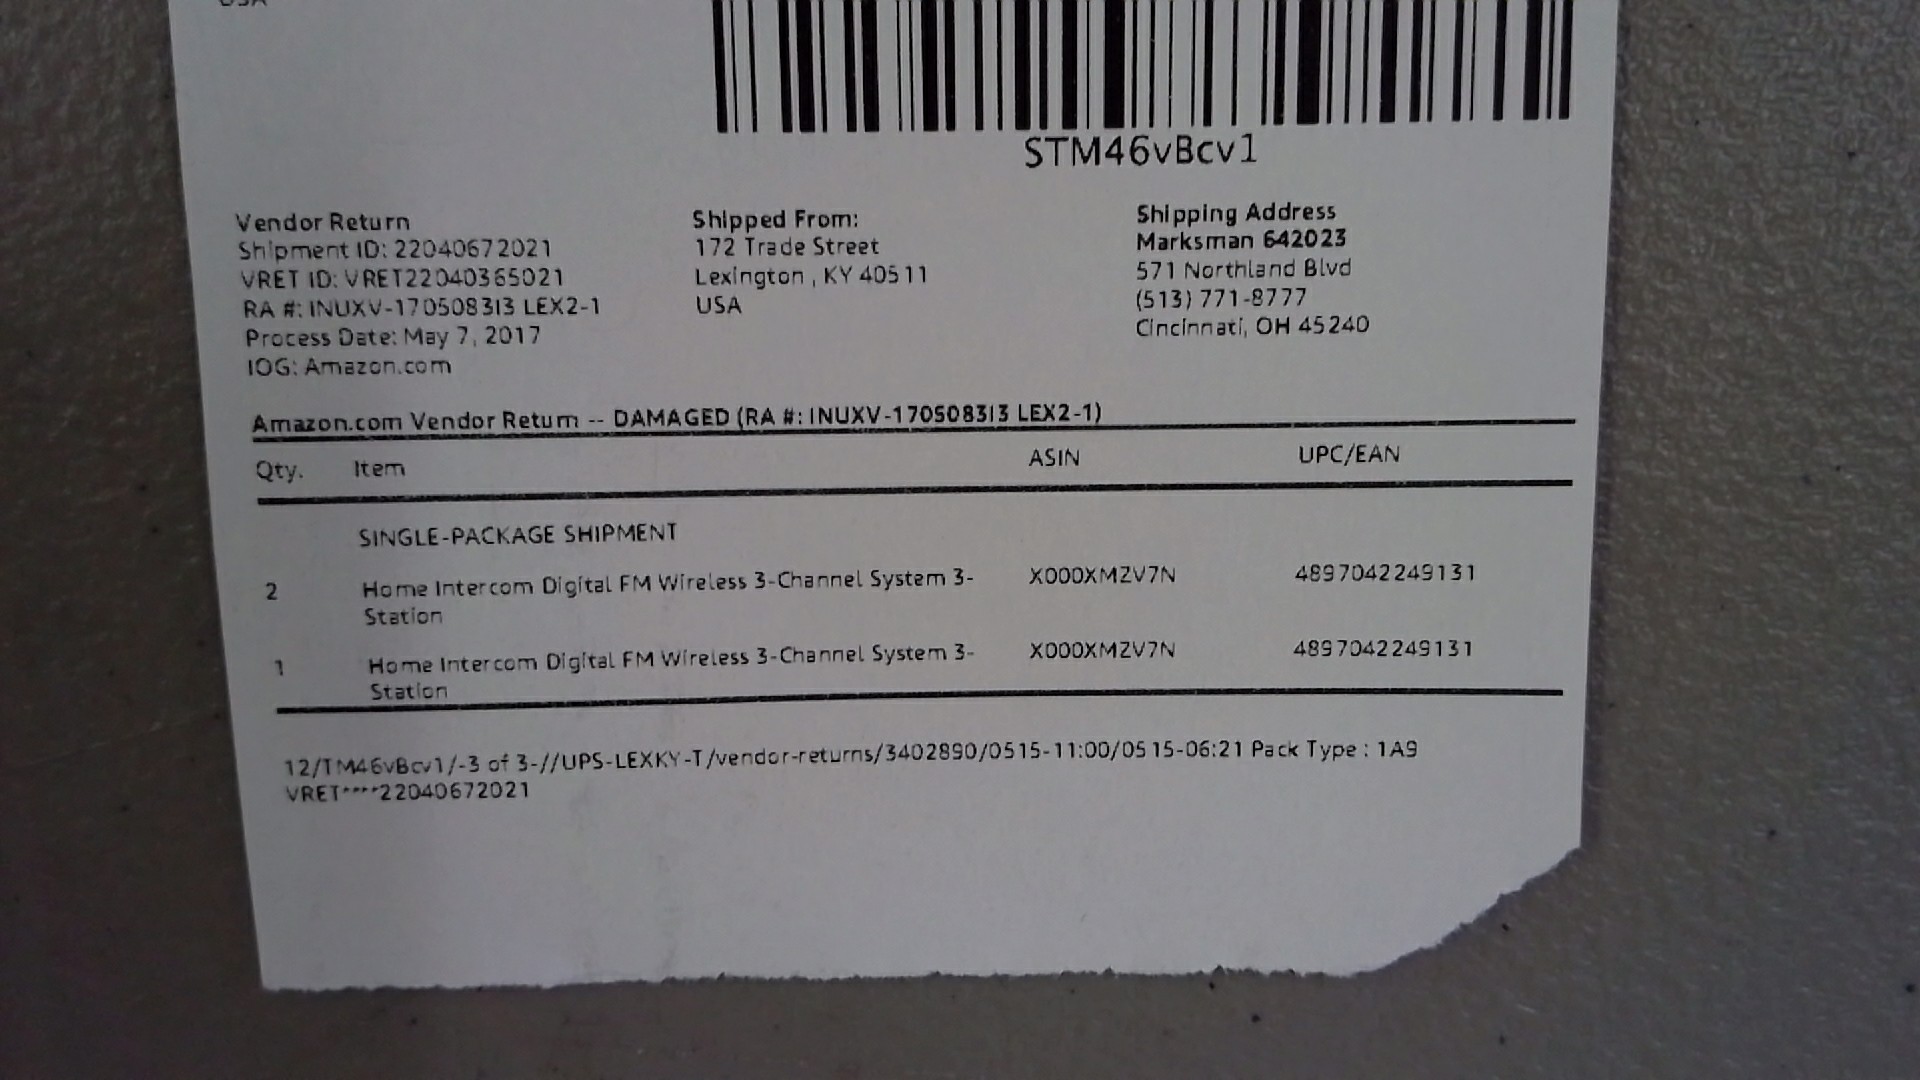 USA
STM46vBcv1
Vendor Return
Shipment ID: 22040672021
VRET ID: VRET22040365021
RA #: INUXV-170508313 LEX2-1
Process Date: May 7, 2017
IOG: Amazon.com
Shipped From:
172 Trade Street
Lexington , KY 40511
USA
Shipping Address
Marksman 642023
571 Northland Blvd
(513) 771-8777
Cincinnati, OH 45240
Amazon.com Vendor Return -- DAMAGED (RA #: INUXV-170508313 LEX2-1)
Qty. Item ASIN UPC/EAN
SINGLE-PACKAGE SHIPMENT
2 Home Intercom Digital FM Wireless 3-Channel System 3- X000XMZV7N 4897042249131
Station
1 Home Intercom Digital FM Wireless 3-Channel System 3- X000XMZV7N 4897042249131
Station
12/TM46vBcv1/-3 of 3-//UPS-LEXKY-T/vendor-returns/3402890/0515-11:00/0515-06:21 Pack Type : 1A9
VRET****22040672021